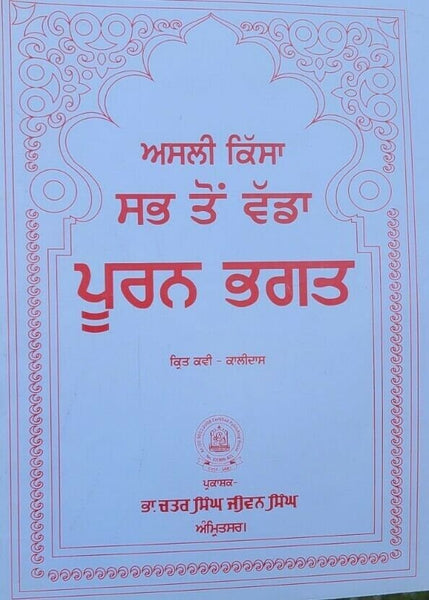 ਅਸਲੀ ਕਿੱਸਾ
ਸਭ ਤੋਂ ਵੱਡਾ
ਪੂਰਨ ਭਗਤ
ਕ੍ਰਿਤ ਕਵੀ - ਕਾਲੀਦਾਸ
ਪ੍ਰਕਾਸ਼ਕ-
ਭਾ. ਚਤਰ ਸਿੰਘ ਜੀਵਨ ਸਿੰਘ
ਅੰਮ੍ਰਿਤਸਰ।